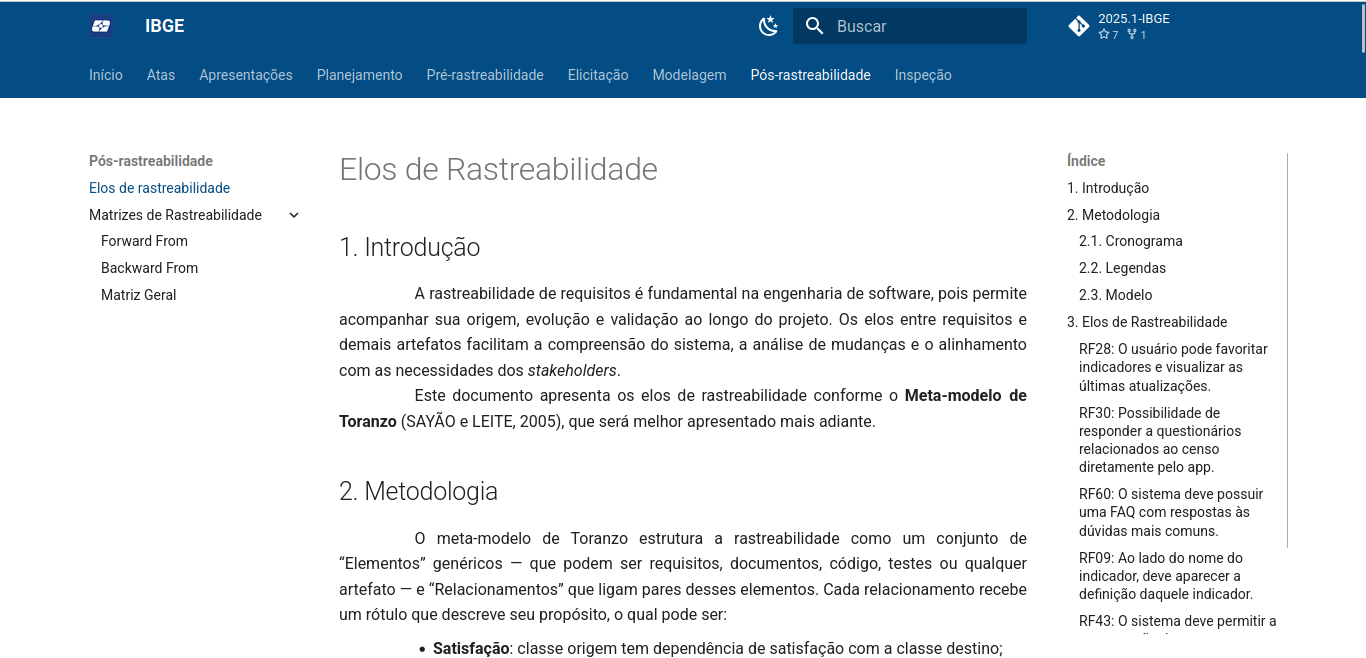 IBGE
Buscar
2025.1-IBGE
7 1
Início Atas Apresentações Planejamento Pré-rastreabilidade Elicitação Modelagem Pós-rastreabilidade Inspeção
Pós-rastreabilidade
Elos de rastreabilidade
Matrizes de Rastreabilidade
Forward From
Backward From
Matriz Geral
Elos de Rastreabilidade
1. Introdução
A rastreabilidade de requisitos é fundamental na engenharia de software, pois permite
acompanhar sua origem, evolução e validação ao longo do projeto. Os elos entre requisitos e
demais artefatos facilitam a compreensão do sistema, a análise de mudanças e o alinhamento
com as necessidades dos stakeholders.
Este documento apresenta os elos de rastreabilidade conforme o Meta-modelo de
Toranzo (SAYÃO e LEITE, 2005), que será melhor apresentado mais adiante.
2. Metodologia
O meta-modelo de Toranzo estrutura a rastreabilidade como um conjunto de
“Elementos” genéricos — que podem ser requisitos, documentos, código, testes ou qualquer
artefato — e “Relacionamentos” que ligam pares desses elementos. Cada relacionamento recebe
um rótulo que descreve seu propósito, o qual pode ser:
• Satisfação: classe origem tem dependência de satisfação com a classe destino;
Índice
1. Introdução
2. Metodologia
2.1. Cronograma
2.2. Legendas
2.3. Modelo
3. Elos de Rastreabilidade
RF28: O usuário pode favoritar
indicadores e visualizar as
últimas atualizações.
RF30: Possibilidade de
responder a questionários
relacionados ao censo
diretamente pelo app.
RF60: O sistema deve possuir
uma FAQ com respostas às
dúvidas mais comuns.
RF09: Ao lado do nome do
indicador, deve aparecer a
definição daquele indicador.
RF43: O sistema deve permitir a